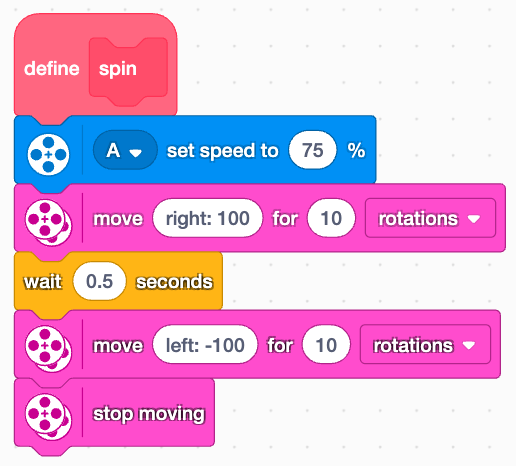 define spin
A set speed to 75 %
move right: 100 for 10 rotations
wait 0.5 seconds
move left: -100 for 10 rotations
stop moving